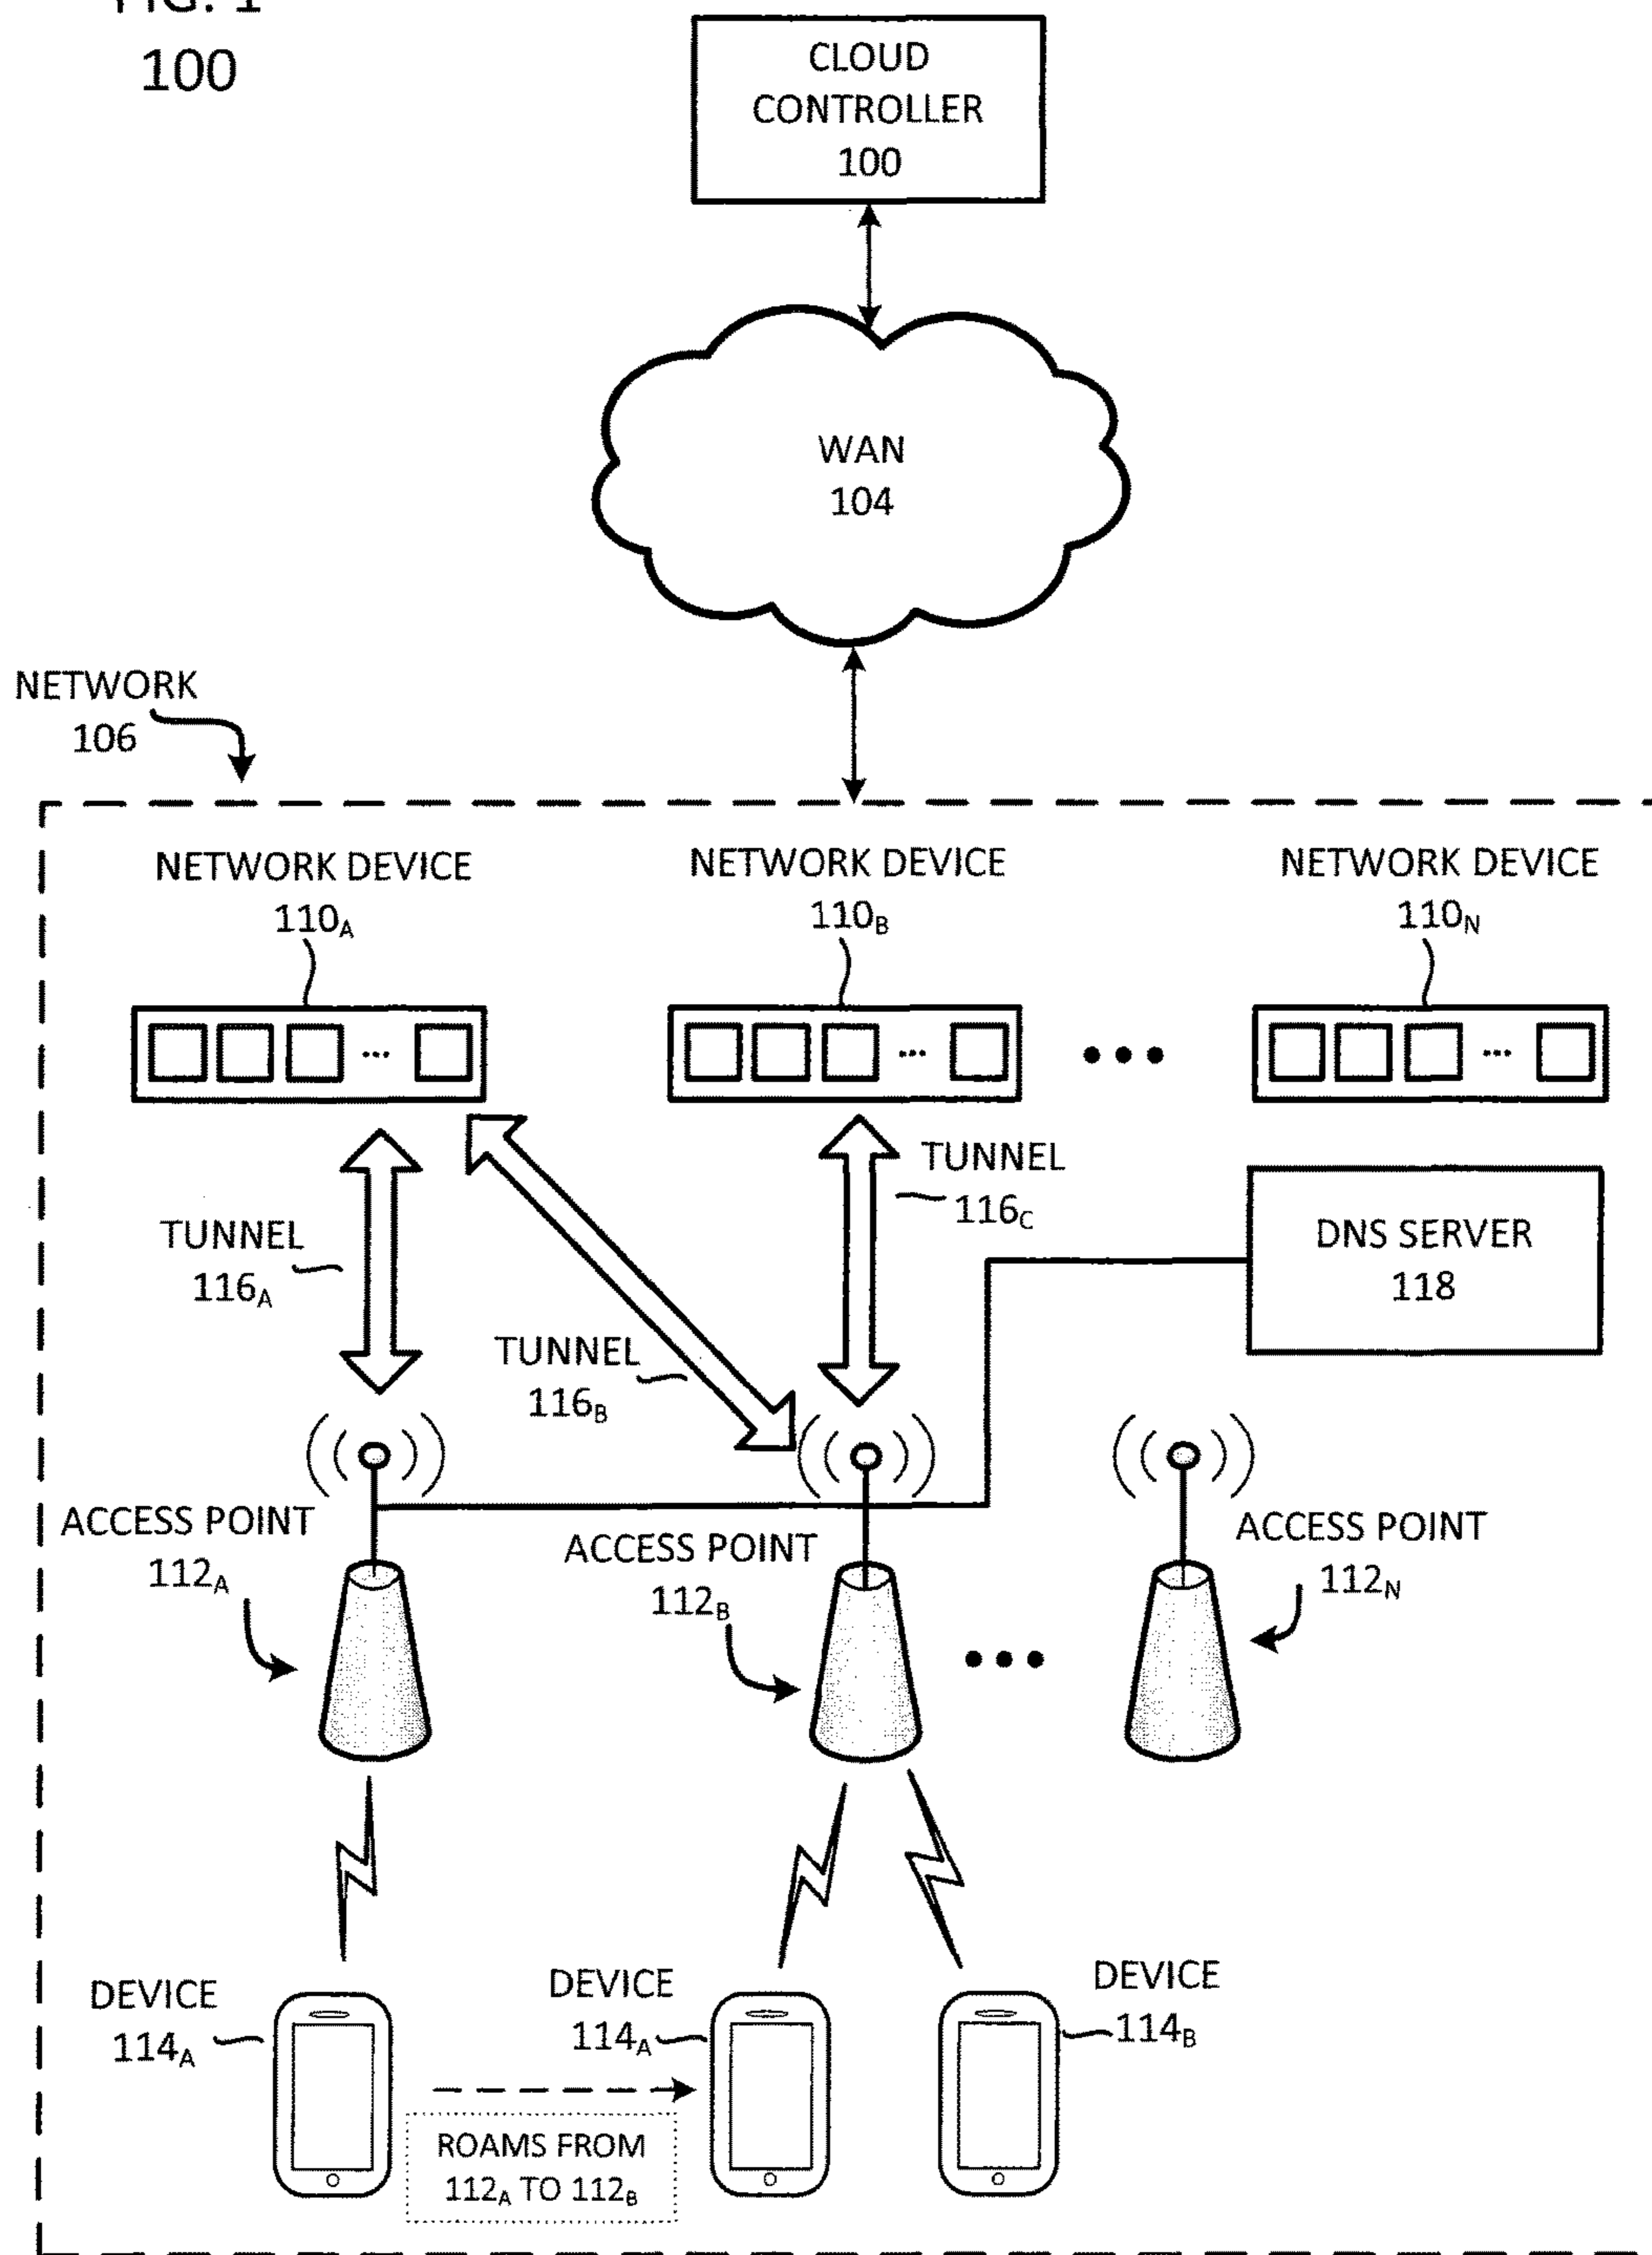 FIG. 1
100
CLOUD
CONTROLLER
100
WAN
104
NETWORK
106
NETWORK DEVICE
110A
NETWORK DEVICE
110B
NETWORK DEVICE
110N
...
...
...
TUNNEL
116C
TUNNEL
116A
DNS SERVER
118
TUNNEL
116B
ACCESS POINT
112A
ACCESS POINT
112B
ACCESS POINT
112N
DEVICE
114A
DEVICE
114A
DEVICE
114B
ROAMS FROM
112A TO 112B